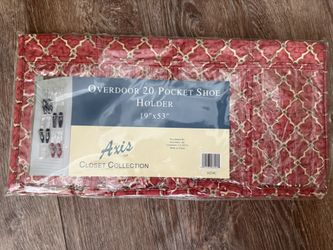 Overdoor 20 Pocket Shoe
Holder
19"x53"
Axis
Closet Collection